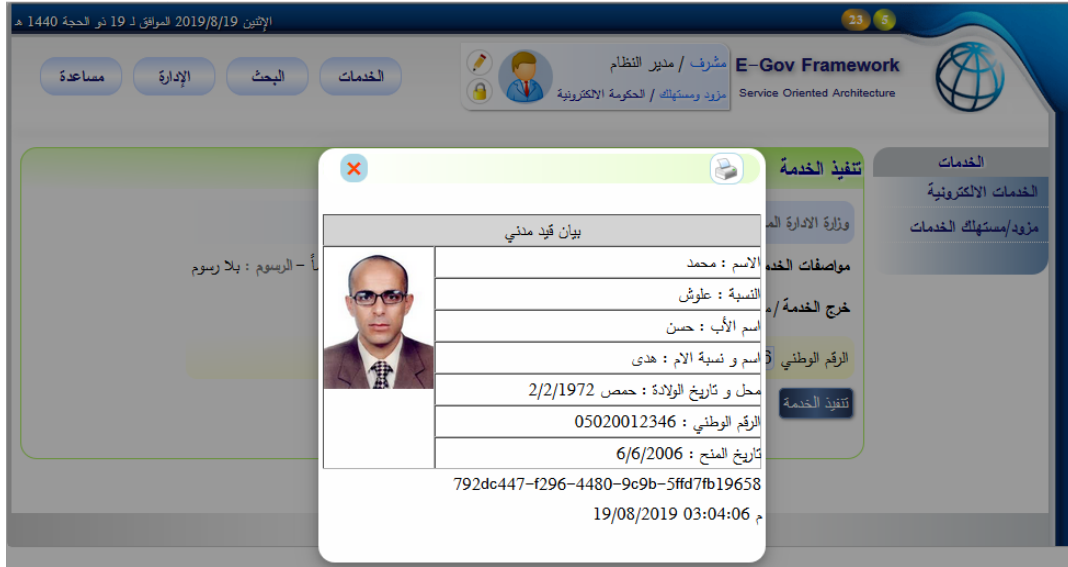 الإثنين 2019/8/19 الموافق لـ 19 ذو الحجة 1440 هـ
23
5
E-Gov Framework
Service Oriented Architecture
مشرف / مدير النظام
مزود ومستهلك / الحكومة الالكترونية
الخدمات
البحث
الإدارة
مساعدة
الخدمات
الخدمات الالكترونية
مزود/مستهلك الخدمات
تنفيذ الخدمة
وزارة الادارة
مواصفات
– الرسوم : بلا رسوم
خرج الخدمة /
الرقم الوطني
تنفيذ الخدمة
بيان قيد مدني
الاسم : محمد
النسبة : علوش
اسم الأب : حسن
اسم و نسبة الام : هدى
محل و تاريخ الولادة : حمص 2/2/1972
الرقم الوطني : 05020012346
تاريخ المنح : 6/6/2006
792dc447-f296-4480-9c9b-5ffd7fb19658
19/08/2019 03:04:06 م